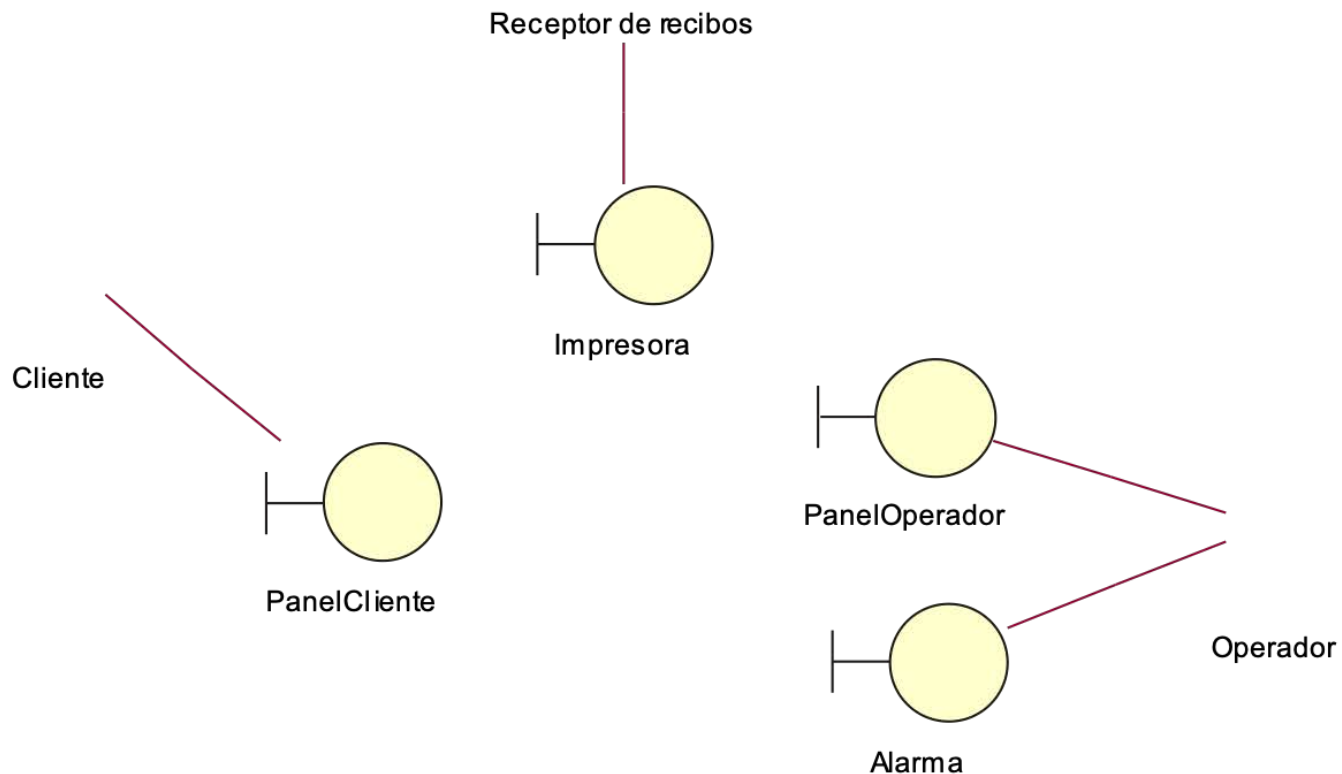 Receptor de recibos
Impresora
Cliente
PanelOperador
PanelCliente
Operador
Alarma